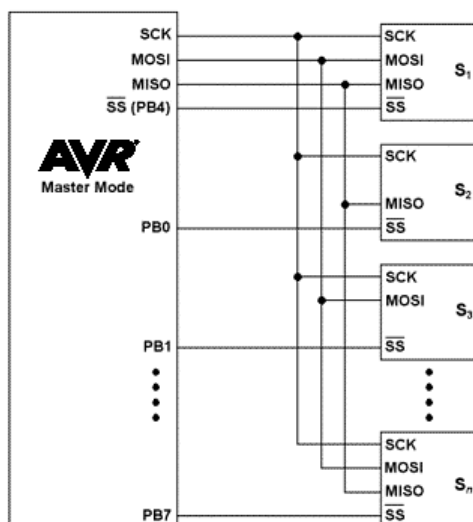 SCK
MOSI
MISO
SS (PB4)
AVR
Master Mode
PB0
PB1
PB7
SCK
MOSI
MISO
SS
S1
SCK
MISO
SS
S2
SCK
MOSI
SS
S3
SCK
MOSI
MISO
SS
Sn